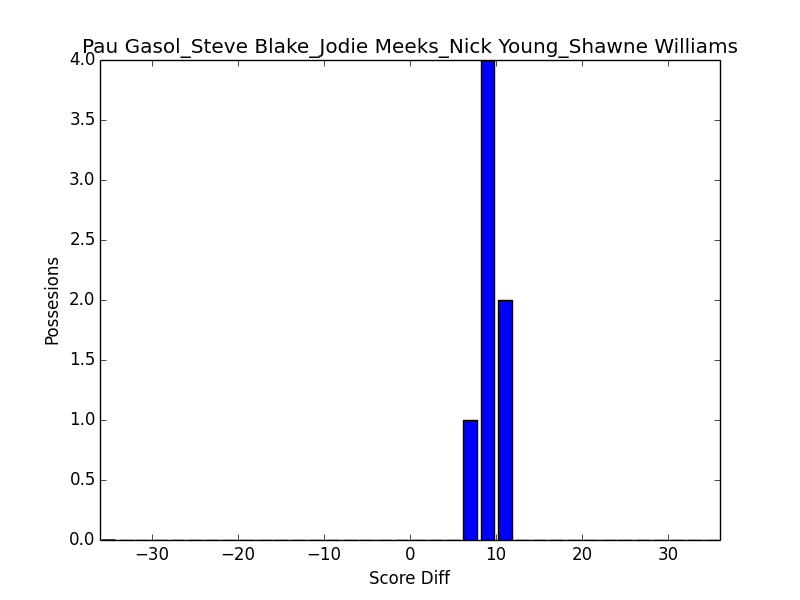 Pau Gasol_Steve Blake_Jodie Meeks_Nick Young_Shawne Williams
4.0
3.5
3.0
2.5
2.0
1.5
1.0
0.5
0.0
Possesions
−30 −20 −10 0 10 20 30
Score Diff